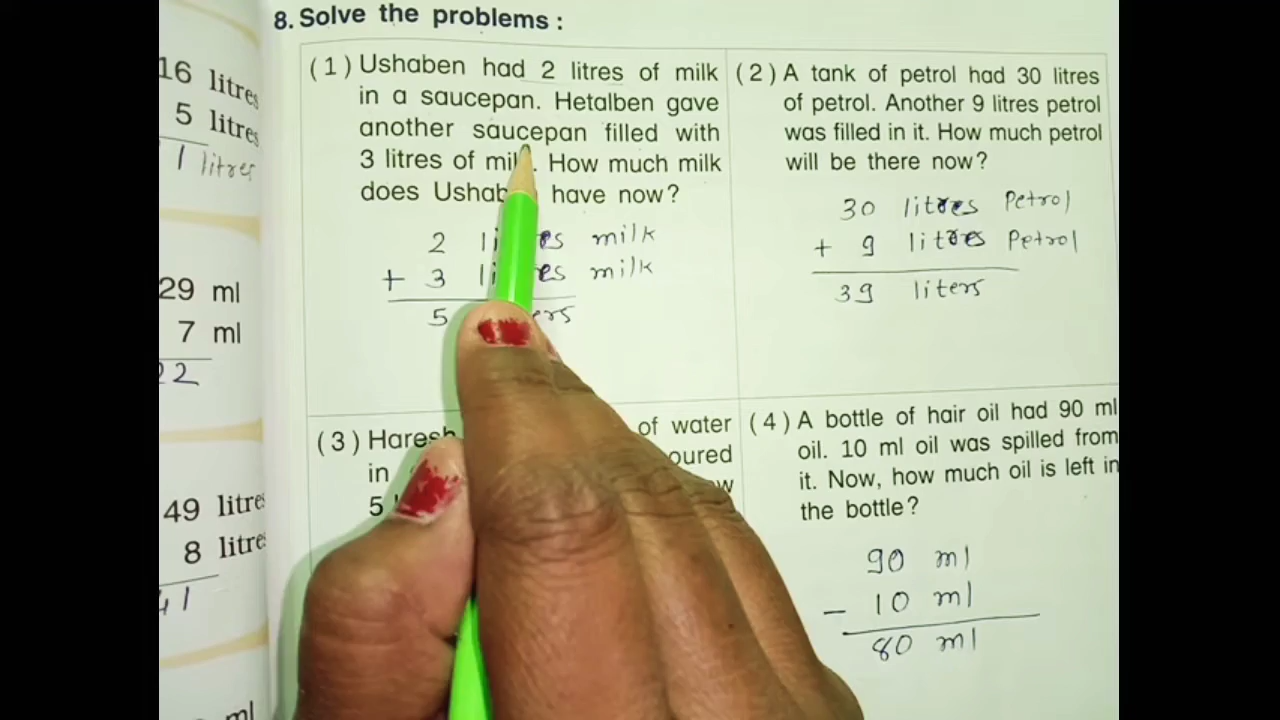 8. Solve the problems :
16 litres
5 litres
1 litres
29 ml
7 ml
22
49 litres
8 litres
41
ml
(1) Ushaben had 2 litres of milk
in a saucepan. Hetalben gave
another saucepan filled with
3 litres of milk. How much milk
does Ushaben have now?
2 litres milk
+ 3 litres milk
5
(2) A tank of petrol had 30 litres
of petrol. Another 9 litres petrol
was filled in it. How much petrol
will be there now?
30 litres Petrol
+ 9 litres Petrol
39 liters
(3) Haresh of water
in oured
5
(4) A bottle of hair oil had 90 ml
oil. 10 ml oil was spilled from
it. Now, how much oil is left in
the bottle?
90 ml
- 10 ml
80 ml